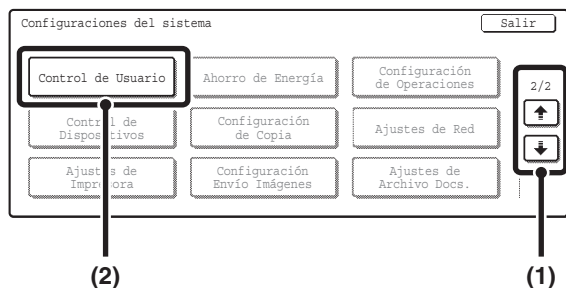 Configuraciones del sistema
Salir
Control de Usuario
Ahorro de Energía
Configuración
de Operaciones
2/2
Control de
Dispositivos
Configuración
de Copia
Ajustes de Red
Ajustes de
Impresora
Configuración
Envío Imágenes
Ajustes de
Archivo Docs.
(2)
(1)